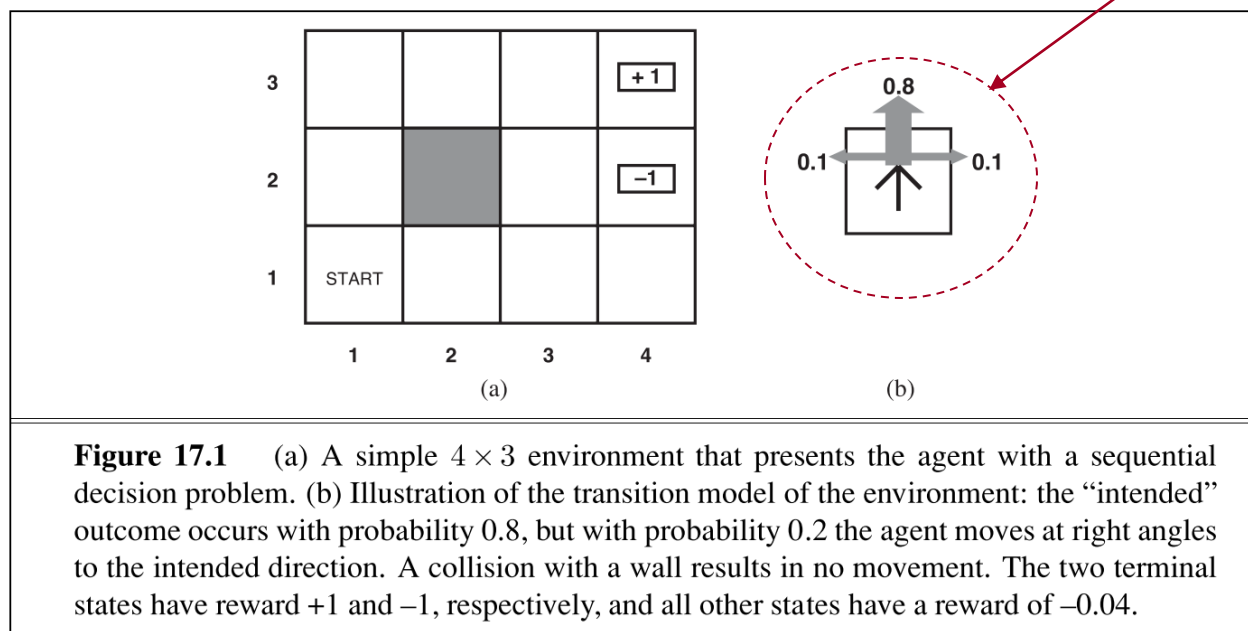 3
+ 1
0.8
0.1
0.1
2
–1
1
START
1 2 3 4
(a) (b)
Figure 17.1 (a) A simple 4 × 3 environment that presents the agent with a sequential
decision problem. (b) Illustration of the transition model of the environment: the “intended”
outcome occurs with probability 0.8, but with probability 0.2 the agent moves at right angles
to the intended direction. A collision with a wall results in no movement. The two terminal
states have reward +1 and –1, respectively, and all other states have a reward of –0.04.